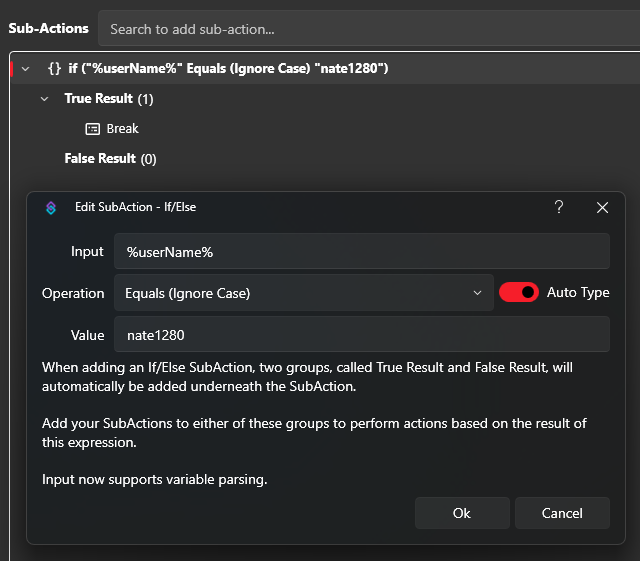 Sub-Actions
Search to add sub-action...
{} if ("%userName%" Equals (Ignore Case) "nate1280")
True Result (1)
Break
False Result (0)
Edit SubAction - If/Else
?
Input
%userName%
Operation
Equals (Ignore Case)
Auto Type
Value
nate1280
When adding an If/Else SubAction, two groups, called True Result and False Result, will
automatically be added underneath the SubAction.
Add your SubActions to either of these groups to perform actions based on the result of
this expression.
Input now supports variable parsing.
Ok
Cancel